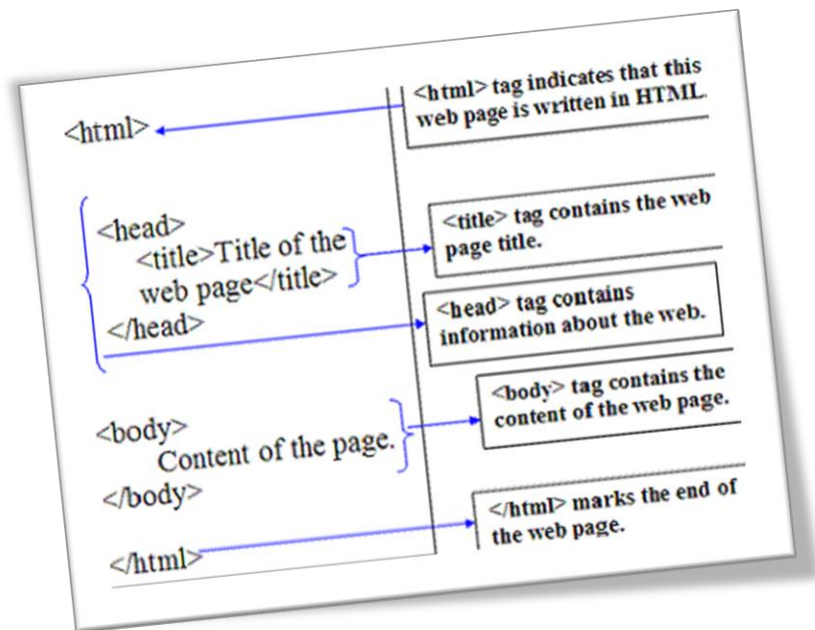 <html>
<html> tag indicates that this
web page is written in HTML.
<head>
<title>Title of the
web page</title>
</head>
<title> tag contains the web
page title.
<head> tag contains
information about the web.
<body>
Content of the page.
</body>
<body> tag contains the
content of the web page.
</html>
</html> marks the end of
the web page.